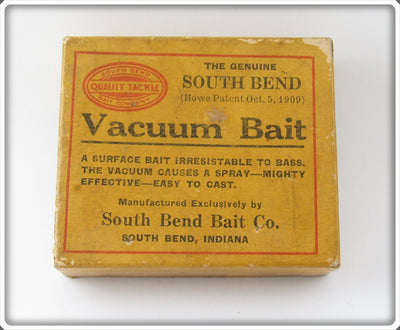 SOUTH BEND
QUALITY TACKLE
BAIT COMPANY
THE GENUINE
SOUTH BEND
(Howe Patent Oct. 5, 1909)
Vacuum Bait
A SURFACE BAIT IRRESISTABLE TO BASS.
THE VACUUM CAUSES A SPRAY—MIGHTY
EFFECTIVE—EASY TO CAST.
Manufactured Exclusively by
South Bend Bait Co.
SOUTH BEND, INDIANA